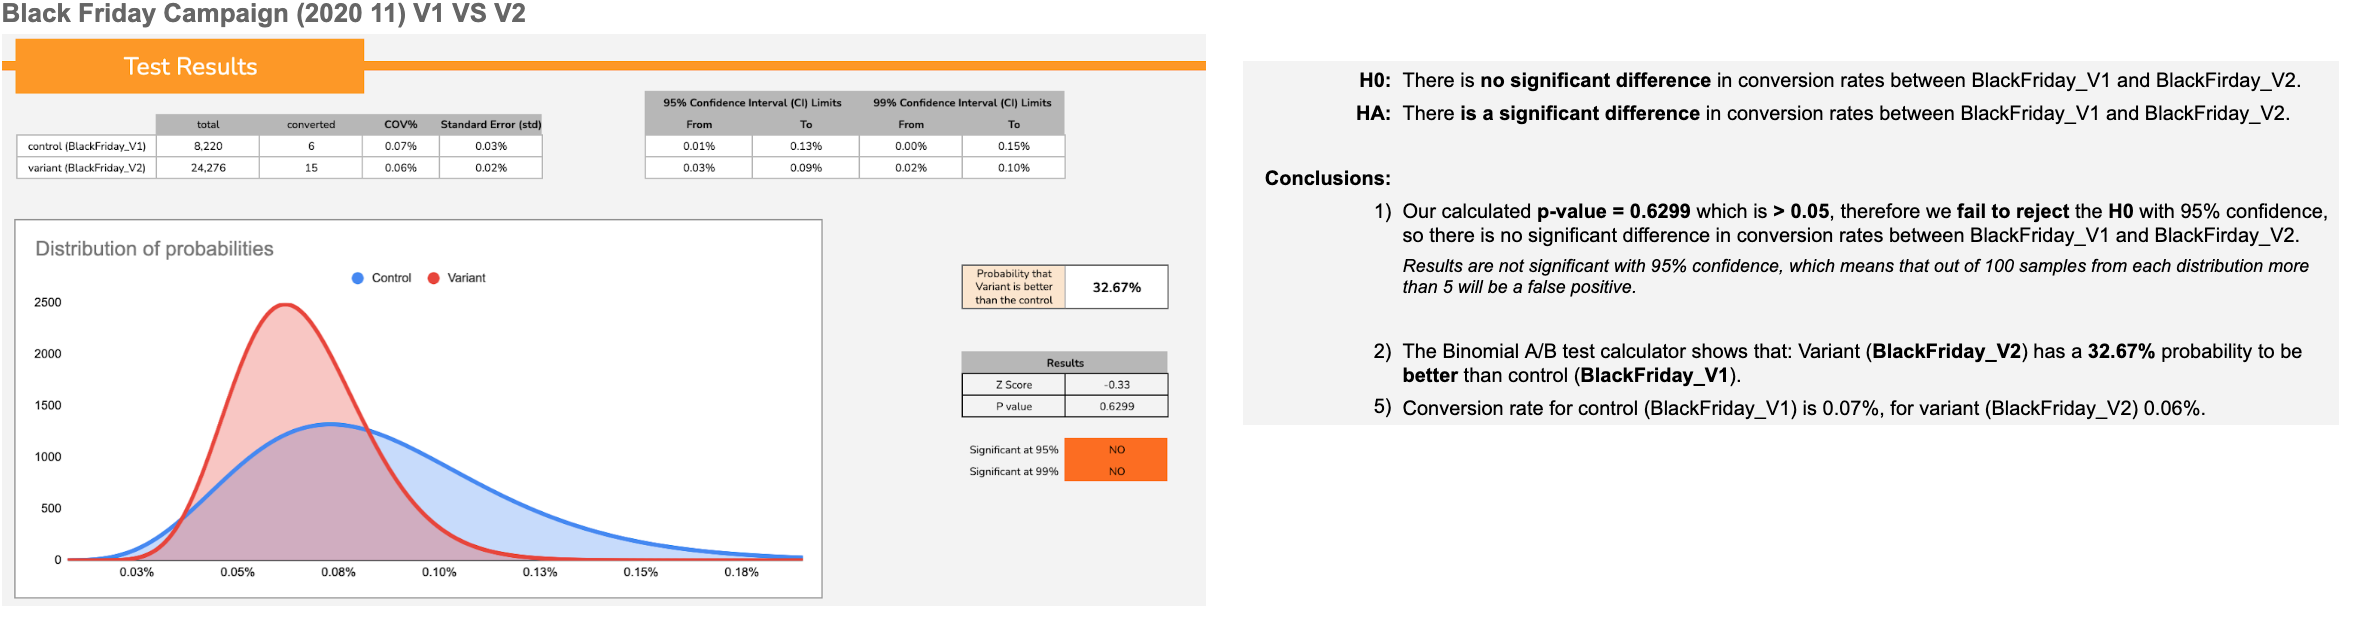 Black Friday Campaign (2020 11) V1 VS V2
Test Results
95% Confidence Interval (CI) Limits 99% Confidence Interval (CI) Limits
total converted COV% Standard Error (std) From To From To
control (BlackFriday_V1) 8,220 6 0.07% 0.03% 0.01% 0.13% 0.00% 0.15%
variant (BlackFriday_V2) 24,276 15 0.06% 0.02% 0.03% 0.09% 0.02% 0.10%
Distribution of probabilities
Control Variant
2500
2000
1500
1000
500
0
0.03% 0.05% 0.08% 0.10% 0.13% 0.15% 0.18%
Probability that
Variant is better
than the control
32.67%
Results
Z Score -0.33
P value 0.6299
Significant at 95% NO
Significant at 99% NO
H0: There is no significant difference in conversion rates between BlackFriday_V1 and BlackFirday_V2.
HA: There is a significant difference in conversion rates between BlackFriday_V1 and BlackFirday_V2.
Conclusions:
1) Our calculated p-value = 0.6299 which is > 0.05, therefore we fail to reject the H0 with 95% confidence,
so there is no significant difference in conversion rates between BlackFriday_V1 and BlackFirday_V2.
Results are not significant with 95% confidence, which means that out of 100 samples from each distribution more
than 5 will be a false positive.
2) The Binomial A/B test calculator shows that: Variant (BlackFriday_V2) has a 32.67% probability to be
better than control (BlackFriday_V1).
5) Conversion rate for control (BlackFriday_V1) is 0.07%, for variant (BlackFriday_V2) 0.06%.